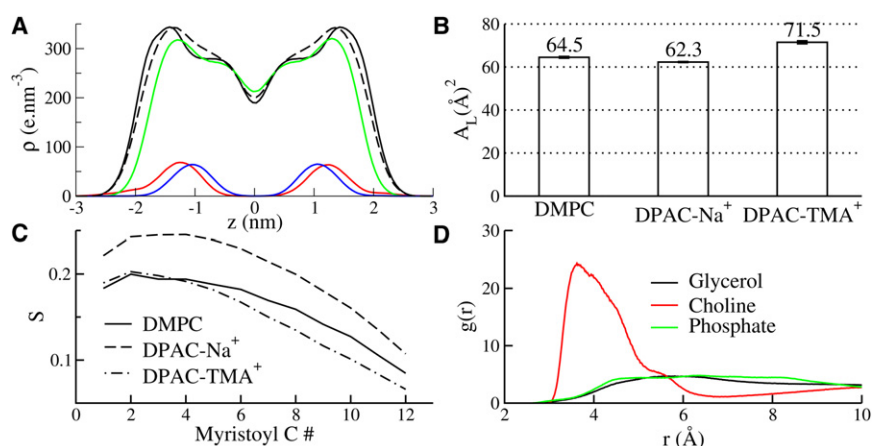 A
ρ (e.nm⁻³)
300
200
100
0
-3 -2 -1 0 1 2 3
z (nm)
B
A_L(Å)²
80
60
40
20
0
64.5
62.3
71.5
DMPC
DPAC-Na⁺
DPAC-TMA⁺
C
S
0.2
0.1
DMPC
DPAC-Na⁺
DPAC-TMA⁺
0 2 4 6 8 10 12
Myristoyl C #
D
g(r)
30
20
10
0
Glycerol
Choline
Phosphate
2 4 6 8 10
r (Å)